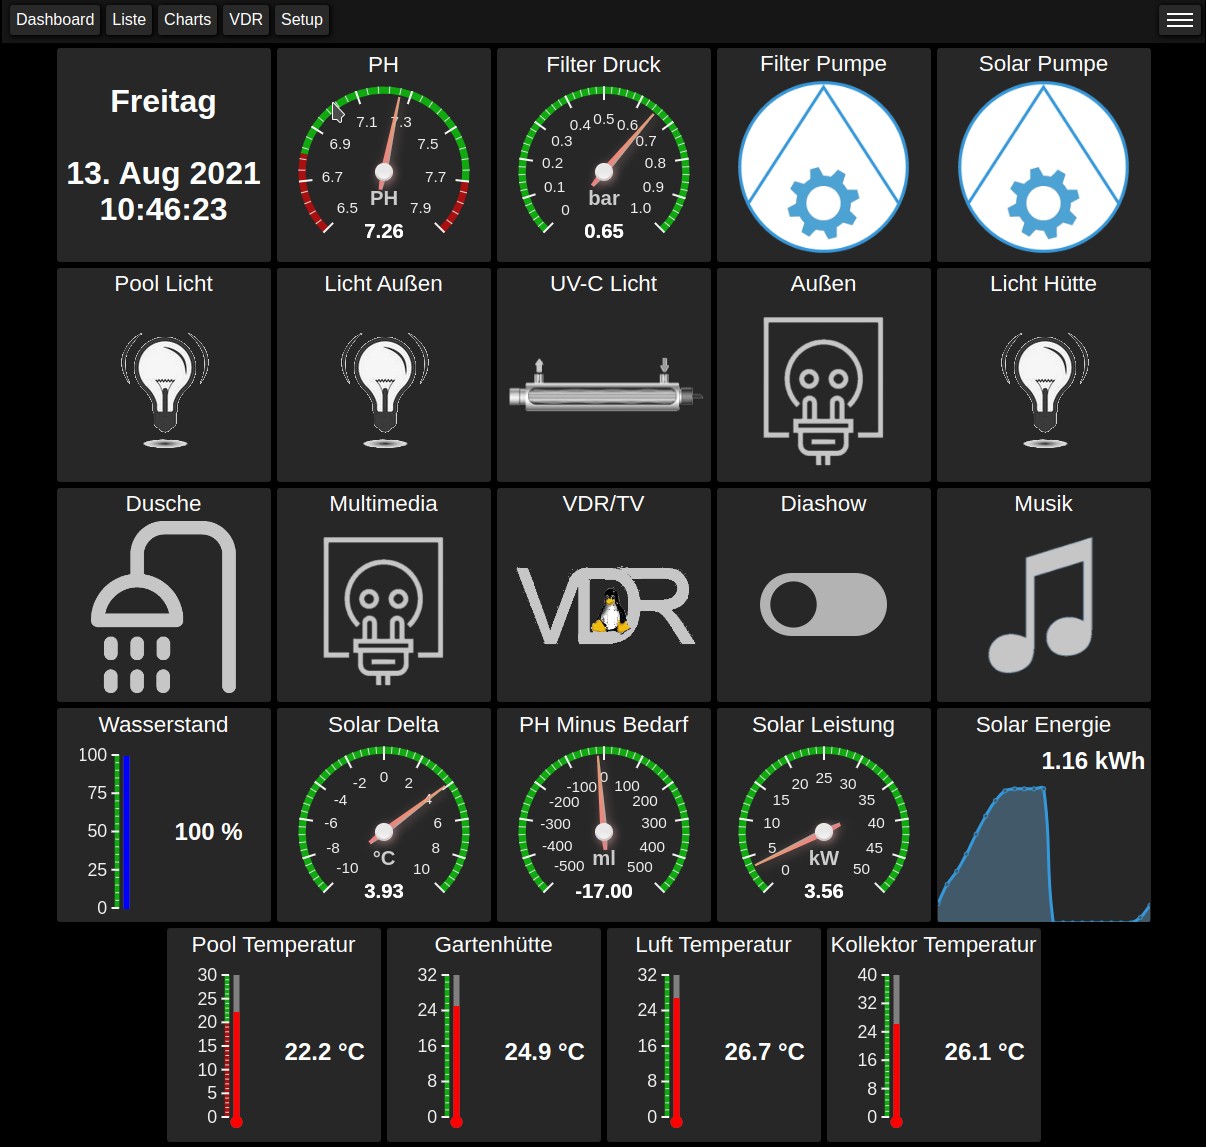 Dashboard Liste Charts VDR Setup
Freitag
13. Aug 2021
10:46:23
PH
6.5 6.7 6.9 7.1 7.3 7.5 7.7 7.9
PH
7.26
Filter Druck
0 0.1 0.2 0.3 0.4 0.5 0.6 0.7 0.8 0.9 1.0
bar
0.65
Filter Pumpe
Solar Pumpe
Pool Licht
Licht Außen
UV-C Licht
Außen
Licht Hütte
Dusche
Multimedia
VDR/TV
VDR
Diashow
Musik
Wasserstand
100
75
50
25
0
100 %
Solar Delta
-10 -8 -6 -4 -2 0 2 4 6 8 10
°C
3.93
PH Minus Bedarf
-500 -400 -300 -200 -100 0 100 200 300 400 500
ml
-17.00
Solar Leistung
0 5 10 15 20 25 30 35 40 45 50
kW
3.56
Solar Energie
1.16 kWh
Pool Temperatur
30
25
20
15
10
5
0
22.2 °C
Gartenhütte
32
24
16
8
0
24.9 °C
Luft Temperatur
32
24
16
8
0
26.7 °C
Kollektor Temperatur
40
32
24
16
8
0
26.1 °C